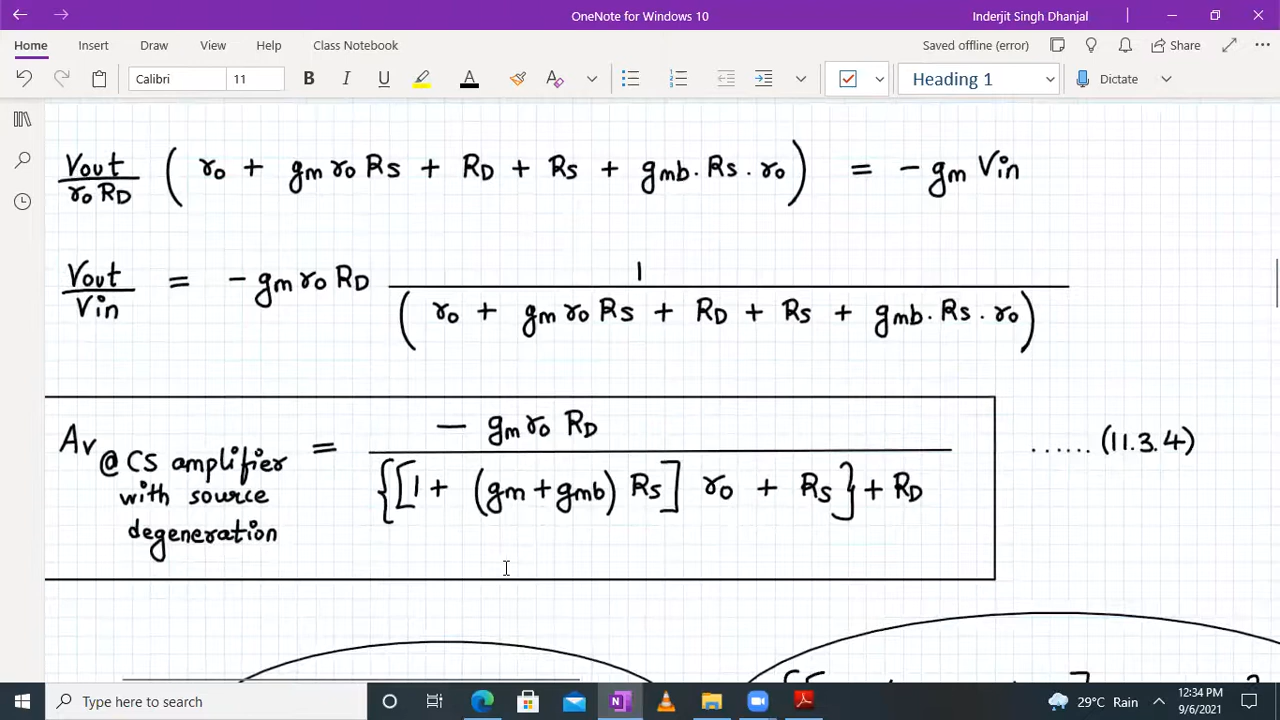 OneNote for Windows 10
Inderjit Singh Dhanjal
Home Insert Draw View Help Class Notebook
Saved offline (error)
Share
Calibri 11 B I U A Heading 1 Dictate
Vout / ro RD ( ro + gm ro Rs + RD + Rs + gmb. Rs. ro ) = - gm Vin
Vout / Vin = - gm ro RD 1 / ( ro + gm ro Rs + RD + Rs + gmb. Rs. ro )
Av @ CS amplifier with source degeneration = - gm ro RD / {[1 + (gm + gmb) Rs] ro + Rs} + RD ...... (11.3.4)
Type here to search
29°C Rain
12:34 PM
9/6/2021